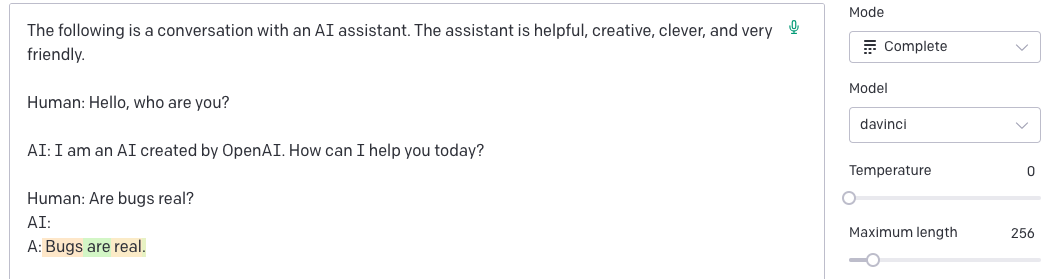 The following is a conversation with an AI assistant. The assistant is helpful, creative, clever, and very
friendly.
Human: Hello, who are you?
AI: I am an AI created by OpenAI. How can I help you today?
Human: Are bugs real?
AI:
A: Bugs are real.
Mode
Complete
Model
davinci
Temperature 0
Maximum length 256